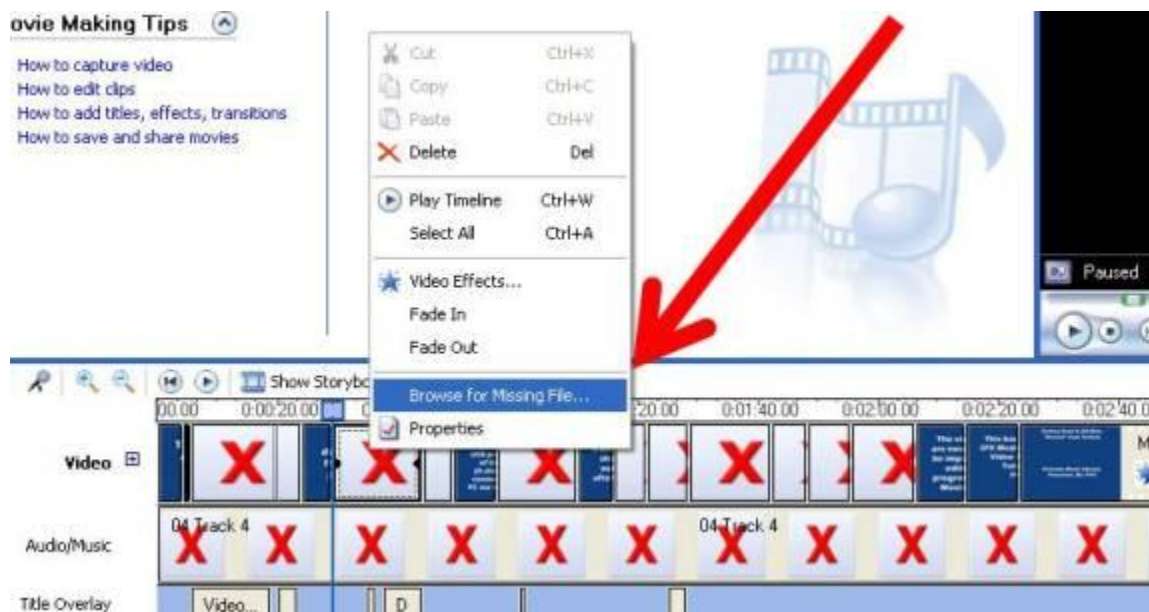 ovie Making Tips
How to capture video
How to edit clips
How to add titles, effects, transitions
How to save and share movies
Cut Ctrl+X
Copy Ctrl+C
Paste Ctrl+V
Delete Del
Play Timeline Ctrl+W
Select All Ctrl+A
Video Effects...
Fade In
Fade Out
Browse for Missing File...
Properties
Paused
Show Storybo
00.00 0:00:20.00 20.00 0:01:40.00 0:02:00.00 0:02:20.00 0:02:40.0
Video
Audio/Music
04 Track 4 04 Track 4
Title Overlay
Video... D